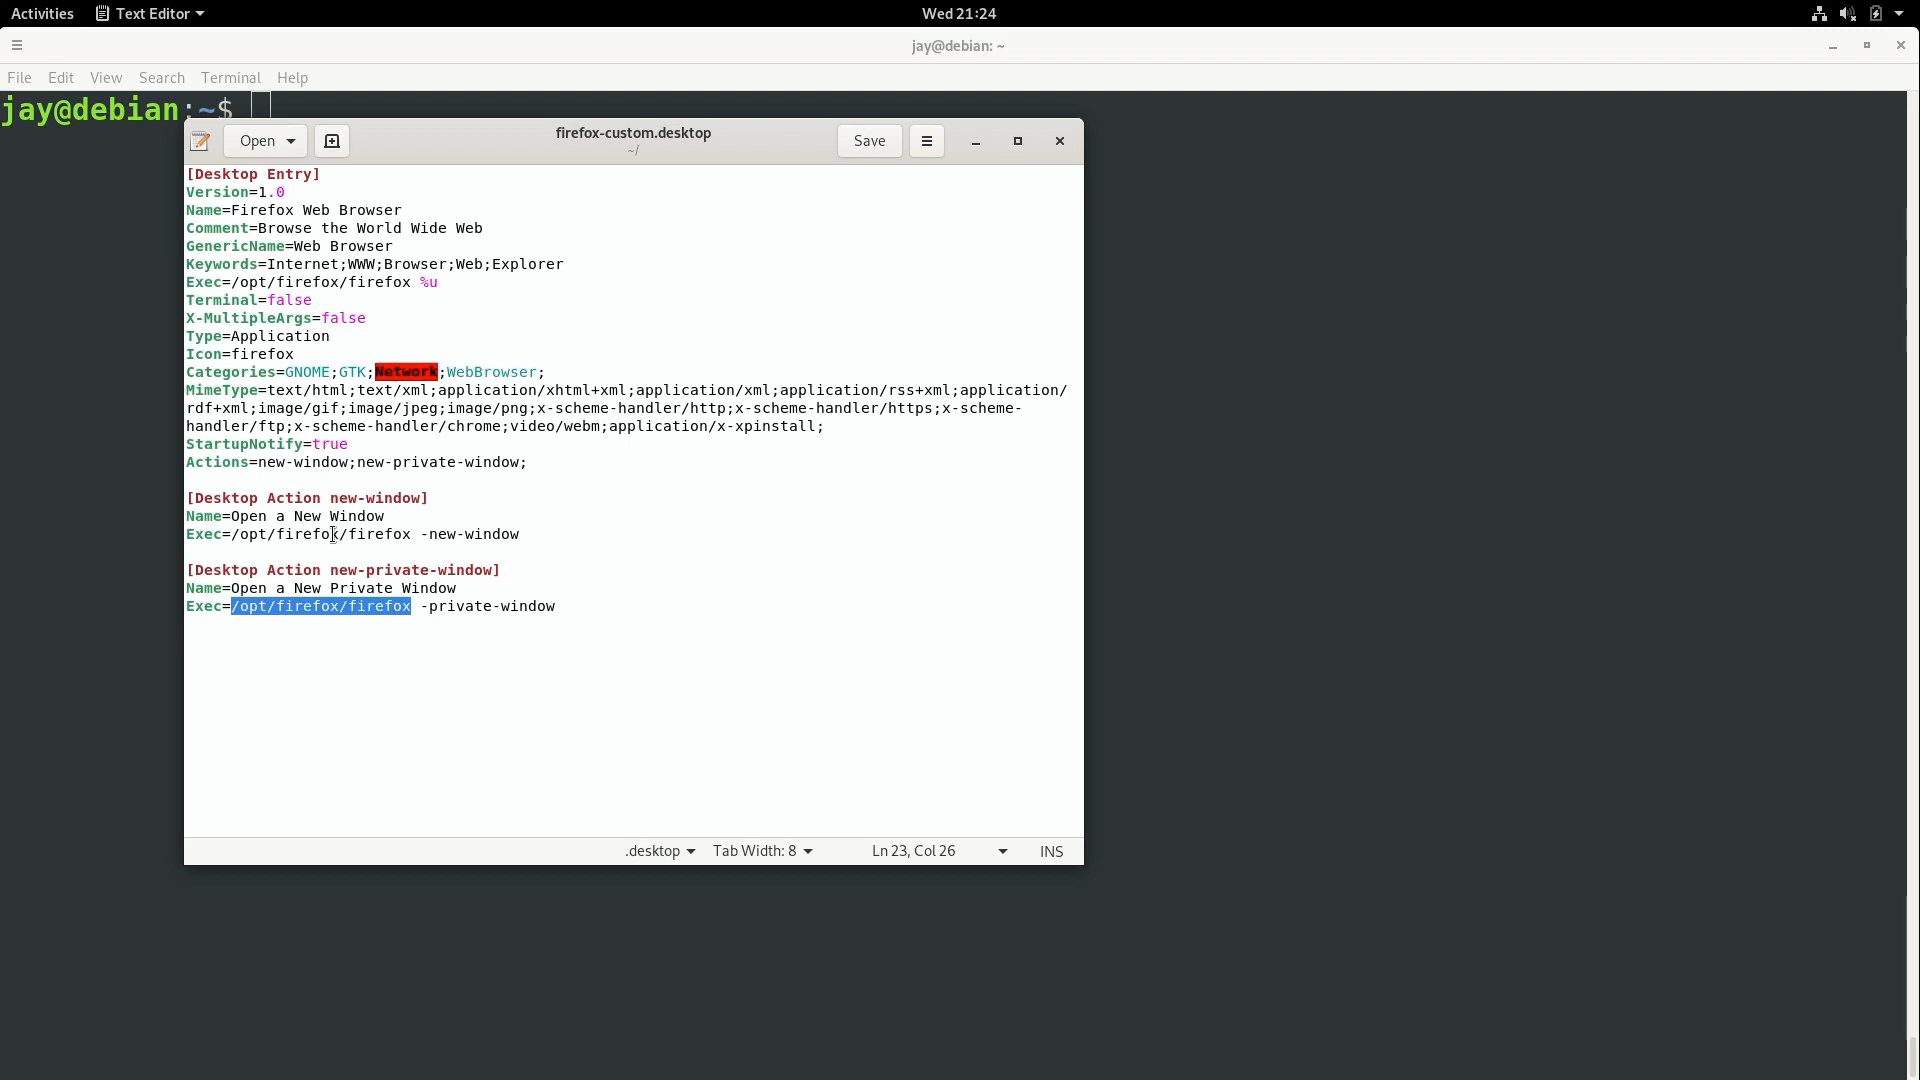 Activities Text Editor Wed 21:24
jay@debian: ~
File Edit View Search Terminal Help
jay@debian:~$
Open firefox-custom.desktop Save
~/
[Desktop Entry]
Version=1.0
Name=Firefox Web Browser
Comment=Browse the World Wide Web
GenericName=Web Browser
Keywords=Internet;WWW;Browser;Web;Explorer
Exec=/opt/firefox/firefox %u
Terminal=false
X-MultipleArgs=false
Type=Application
Icon=firefox
Categories=GNOME;GTK;Network;WebBrowser;
MimeType=text/html;text/xml;application/xhtml+xml;application/xml;application/rss+xml;application/
rdf+xml;image/gif;image/jpeg;image/png;x-scheme-handler/http;x-scheme-handler/https;x-scheme-
handler/ftp;x-scheme-handler/chrome;video/webm;application/x-xpinstall;
StartupNotify=true
Actions=new-window;new-private-window;
[Desktop Action new-window]
Name=Open a New Window
Exec=/opt/firefox/firefox -new-window
[Desktop Action new-private-window]
Name=Open a New Private Window
Exec=/opt/firefox/firefox -private-window
.desktop Tab Width: 8 Ln 23, Col 26 INS